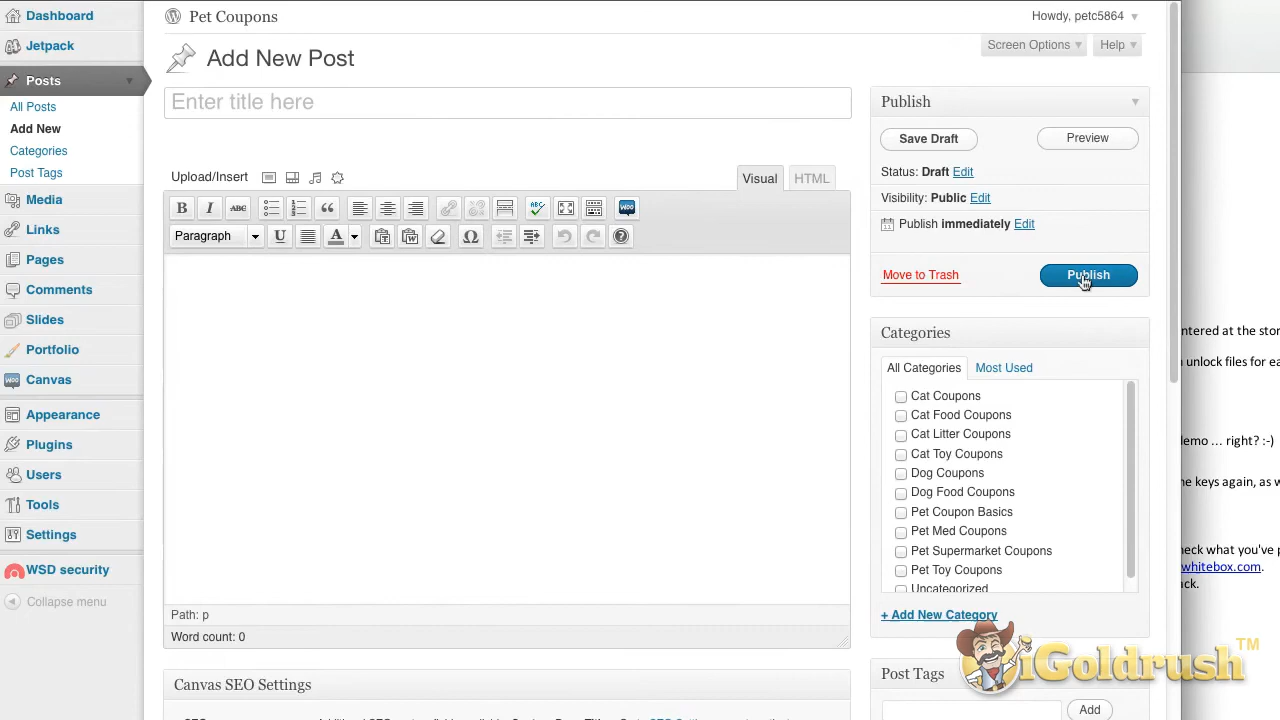 Dashboard
Jetpack
Posts
All Posts
Add New
Categories
Post Tags
Media
Links
Pages
Comments
Slides
Portfolio
Canvas
Appearance
Plugins
Users
Tools
Settings
WSD security
Collapse menu
Pet Coupons
Howdy, petc5864
Add New Post
Screen Options
Help
Enter title here
Upload/Insert
Visual
HTML
B I ABC
ABC
WOO
Paragraph U A Ω
Path: p
Word count: 0
Canvas SEO Settings
Publish
Save Draft
Preview
Status: Draft Edit
Visibility: Public Edit
Publish immediately Edit
Move to Trash
Publish
Categories
All Categories
Most Used
Cat Coupons
Cat Food Coupons
Cat Litter Coupons
Cat Toy Coupons
Dog Coupons
Dog Food Coupons
Pet Coupon Basics
Pet Med Coupons
Pet Supermarket Coupons
Pet Toy Coupons
Uncategorized
+ Add New Category
Post Tags
Add
iGoldrush™
ntered at the stor
unlock files for ea
demo ... right? :-)
ne keys again, as w
heck what you've p
whitebox.com.
ck.